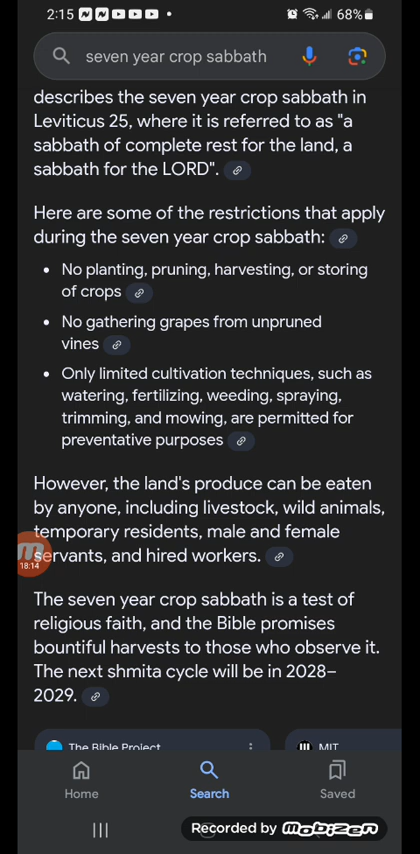 2:15
68%
seven year crop sabbath
describes the seven year crop sabbath in
Leviticus 25, where it is referred to as "a
sabbath of complete rest for the land, a
sabbath for the LORD".
Here are some of the restrictions that apply
during the seven year crop sabbath:
• No planting, pruning, harvesting, or storing
of crops
• No gathering grapes from unpruned
vines
• Only limited cultivation techniques, such as
watering, fertilizing, weeding, spraying,
trimming, and mowing, are permitted for
preventative purposes
However, the land's produce can be eaten
by anyone, including livestock, wild animals,
temporary residents, male and female
servants, and hired workers.
18:14
The seven year crop sabbath is a test of
religious faith, and the Bible promises
bountiful harvests to those who observe it.
The next shmita cycle will be in 2028–
2029.
The Bible Project
MIT
Home
Search
Saved
Recorded by mobizen